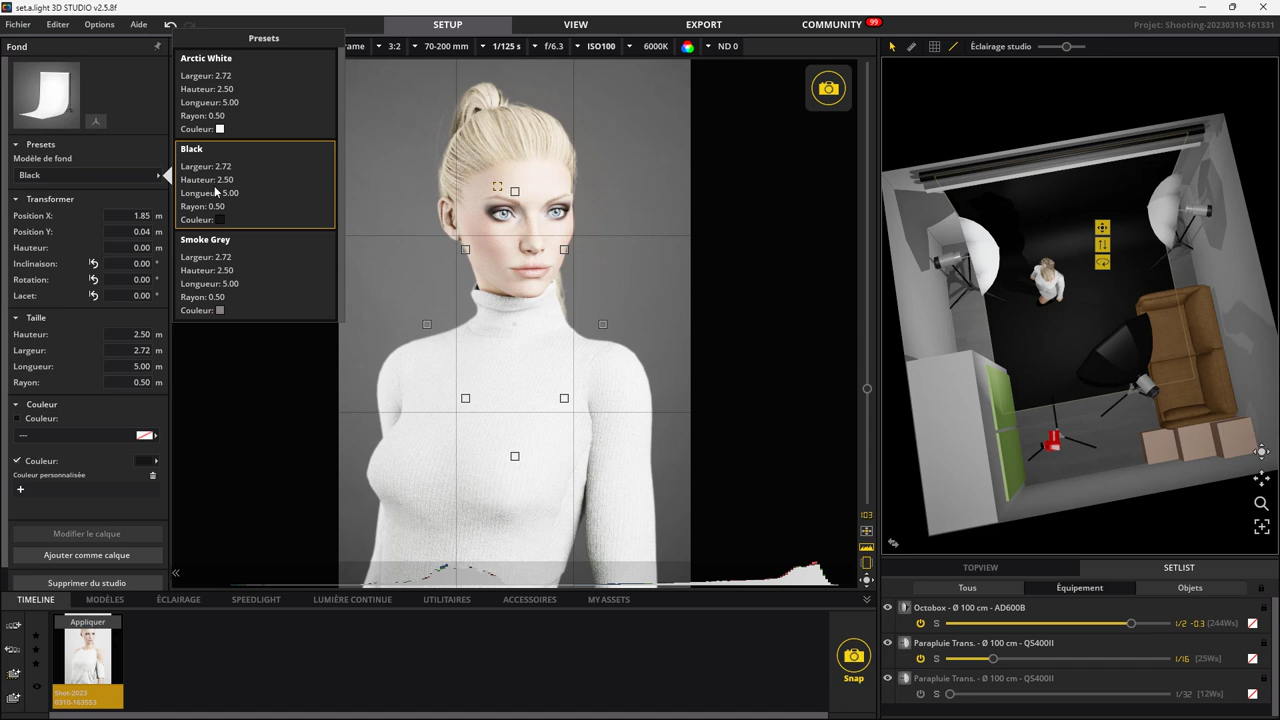 set.a.light 3D STUDIO v2.5.8f
Fichier Editer Options Aide SETUP VIEW EXPORT COMMUNITY 99 Projet: Shooting-20230310-161331
Fond
Presets
Modèle de fond
Black
Transformer
Position X: 1.85 m
Position Y: 0.04 m
Hauteur: 0.00 m
Inclinaison: 0.00 °
Rotation: 0.00 °
Lacet: 0.00 °
Taille
Hauteur: 2.50 m
Largeur: 2.72 m
Longueur: 5.00 m
Rayon: 0.50 m
Couleur
Couleur:
---
Couleur:
Couleur personnalisée
+
Modifier le calque
Ajouter comme calque
Supprimer du studio
Presets
Arctic White
Largeur: 2.72
Hauteur: 2.50
Longueur: 5.00
Rayon: 0.50
Couleur:
Black
Largeur: 2.72
Hauteur: 2.50
Longueur: 5.00
Rayon: 0.50
Couleur:
Smoke Grey
Largeur: 2.72
Hauteur: 2.50
Longueur: 5.00
Rayon: 0.50
Couleur:
rame 3:2 70-200 mm 1/125 s f/6.3 ISO100 6000K ND 0
103
Éclairage studio
TOPVIEW SETLIST
Tous Équipement Objets
Octobox - Ø 100 cm - AD600B
S 1/2 -0.3 [244Ws]
Parapluie Trans. - Ø 100 cm - QS400II
S 1/16 [25Ws]
Parapluie Trans. - Ø 100 cm - QS400II
S 1/32 [12Ws]
TIMELINE MODÈLES ÉCLAIRAGE SPEEDLIGHT LUMIÈRE CONTINUE UTILITAIRES ACCESSOIRES MY ASSETS
Appliquer
Shot-2023
0310-163553
Snap